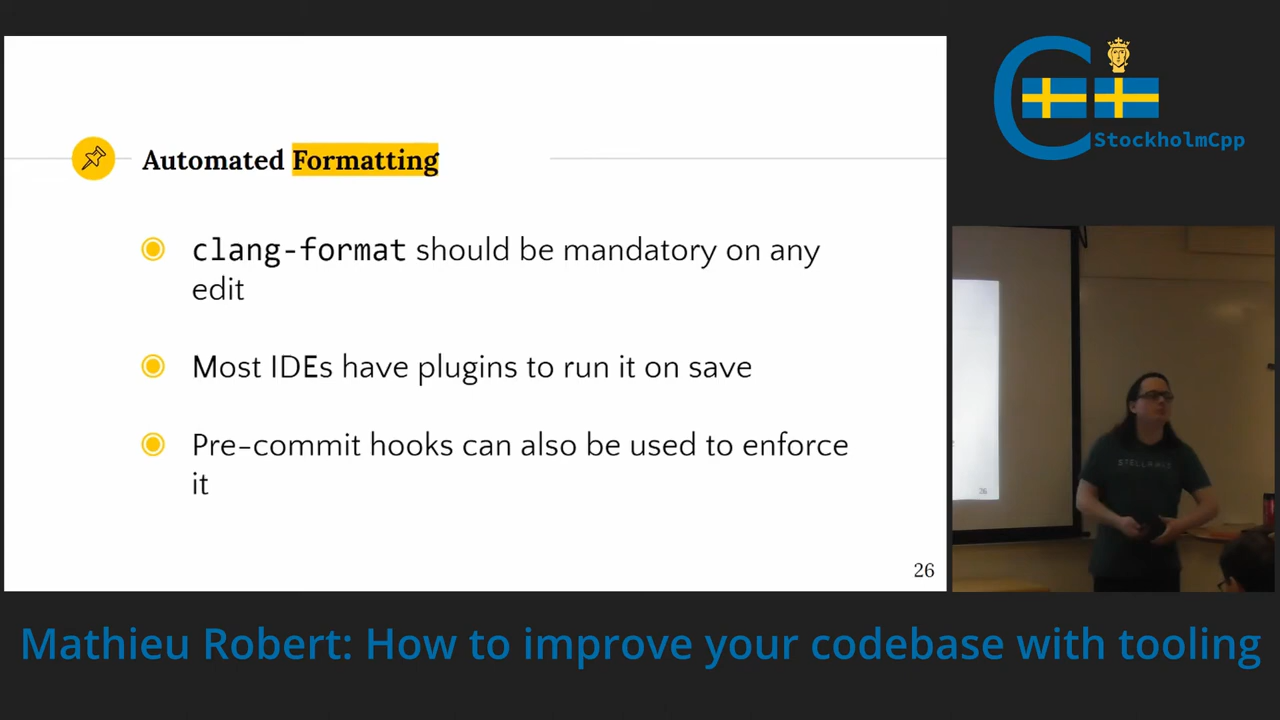 Automated Formatting
clang-format should be mandatory on any
edit
Most IDEs have plugins to run it on save
Pre-commit hooks can also be used to enforce
it
26
StockholmCpp
26
Mathieu Robert: How to improve your codebase with tooling